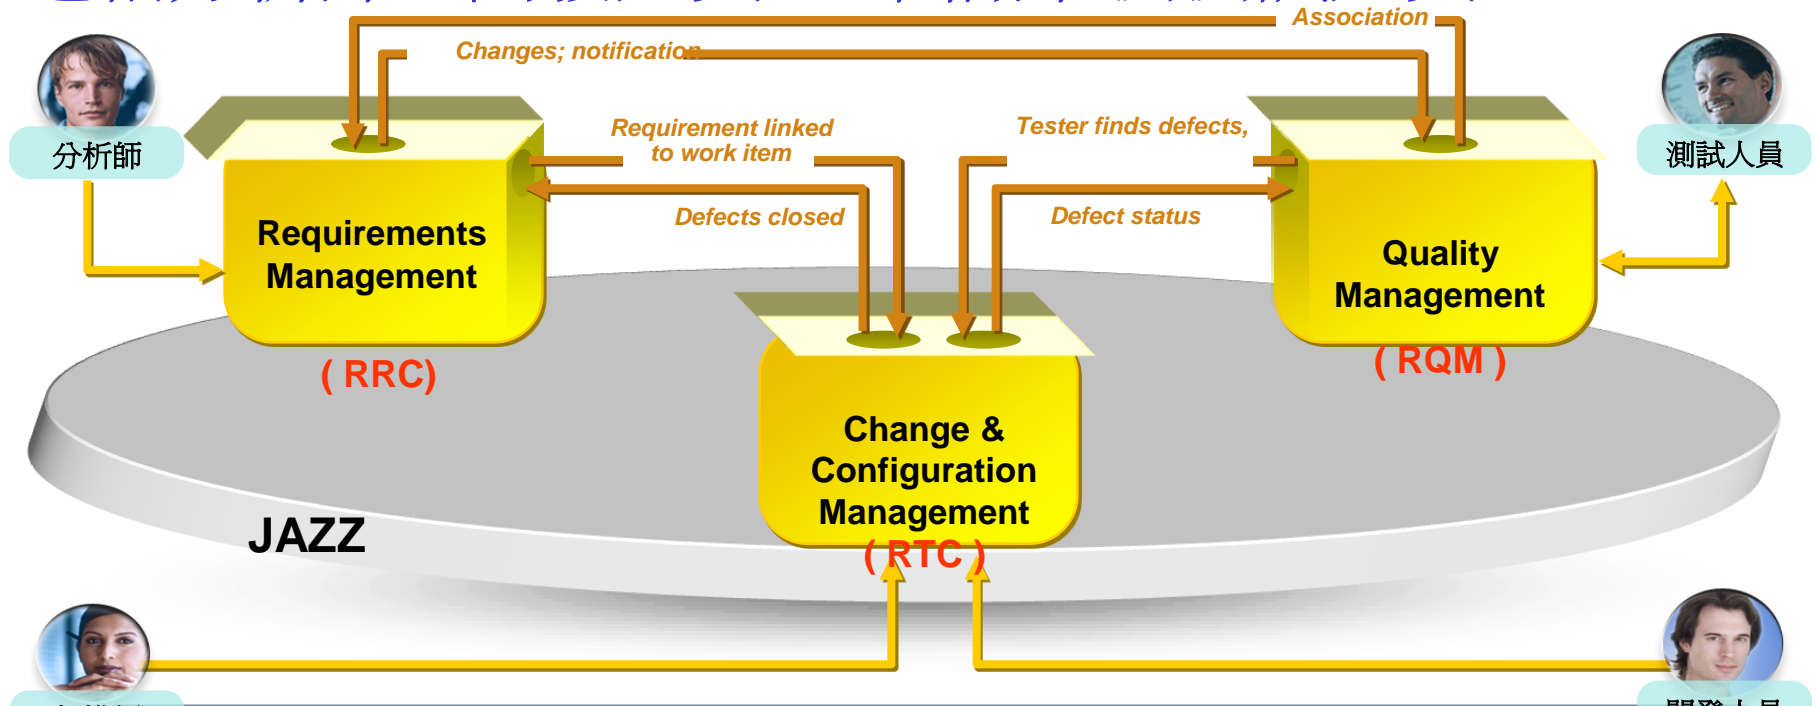 Association
Changes; notification
分析師
Requirement linked
to work item
Tester finds defects,
測試人員
Defects closed
Defect status
Requirements
Management
Quality
Management
( RRC)
( RQM )
Change &
Configuration
Management
( RTC )
JAZZ